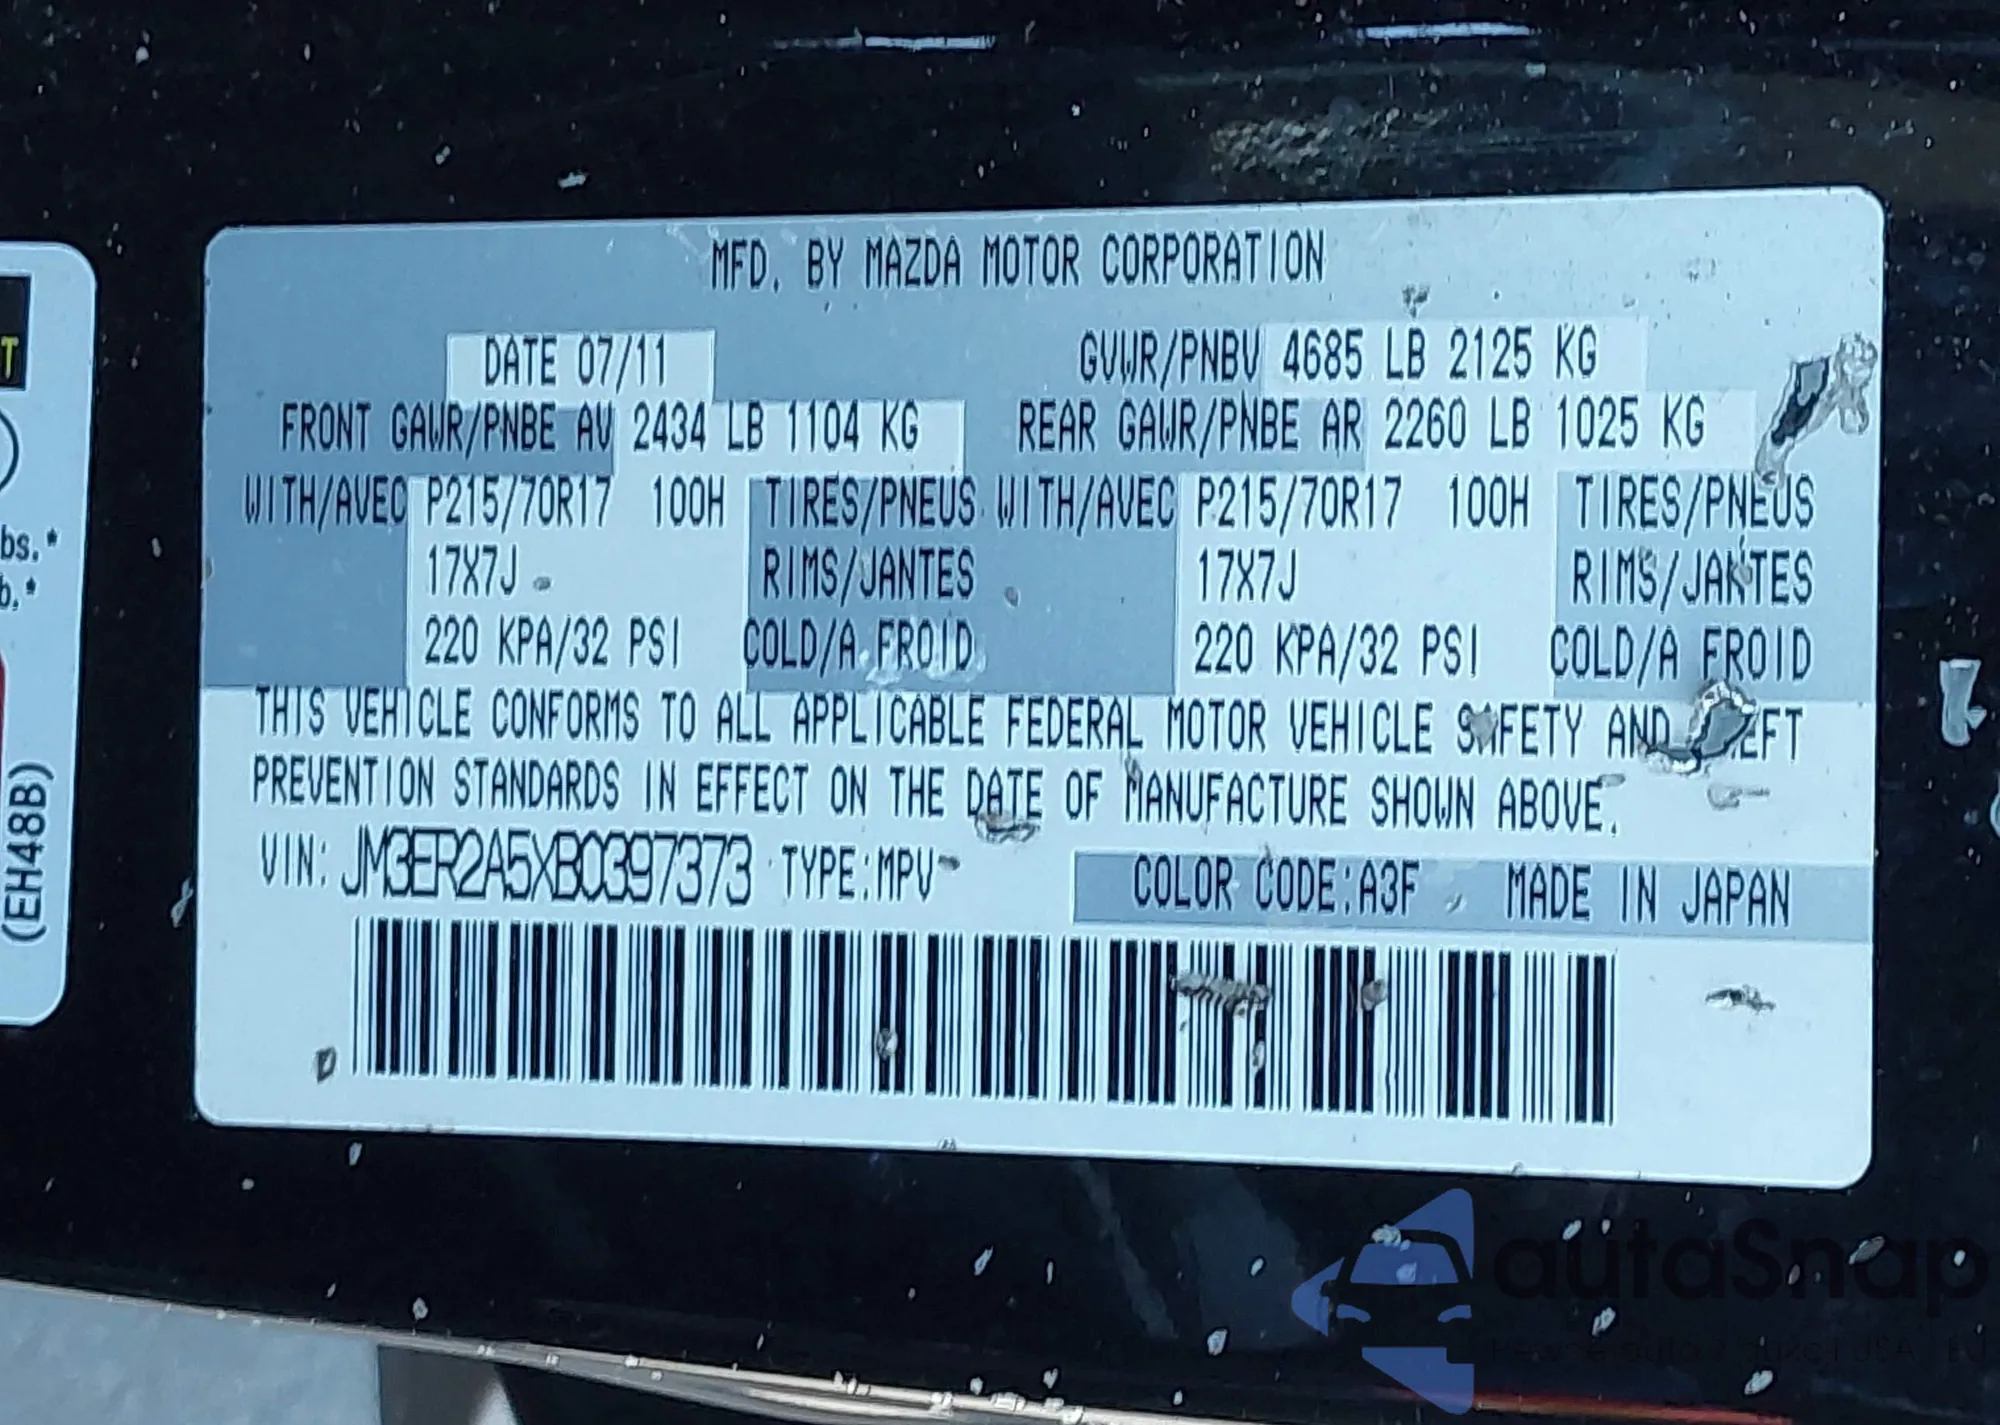 MFD. BY MAZDA MOTOR CORPORATION
DATE 07/11 GVWR/PNBV 4685 LB 2125 KG
FRONT GAWR/PNBE AV 2434 LB 1104 KG REAR GAWR/PNBE AR 2260 LB 1025 KG
WITH/AVEC P215/70R17 100H TIRES/PNEUS WITH/AVEC P215/70R17 100H TIRES/PNEUS
17X7J RIMS/JANTES 17X7J RIMS/JANTES
220 KPA/32 PSI COLD/A FROID 220 KPA/32 PSI COLD/A FROID
THIS VEHICLE CONFORMS TO ALL APPLICABLE FEDERAL MOTOR VEHICLE SAFETY AND THEFT
PREVENTION STANDARDS IN EFFECT ON THE DATE OF MANUFACTURE SHOWN ABOVE.
VIN: JM3ER2A5XB0397373 TYPE:MPV COLOR CODE:A3F MADE IN JAPAN
T
bs.*
b.*
(EH48B)
autoSnap